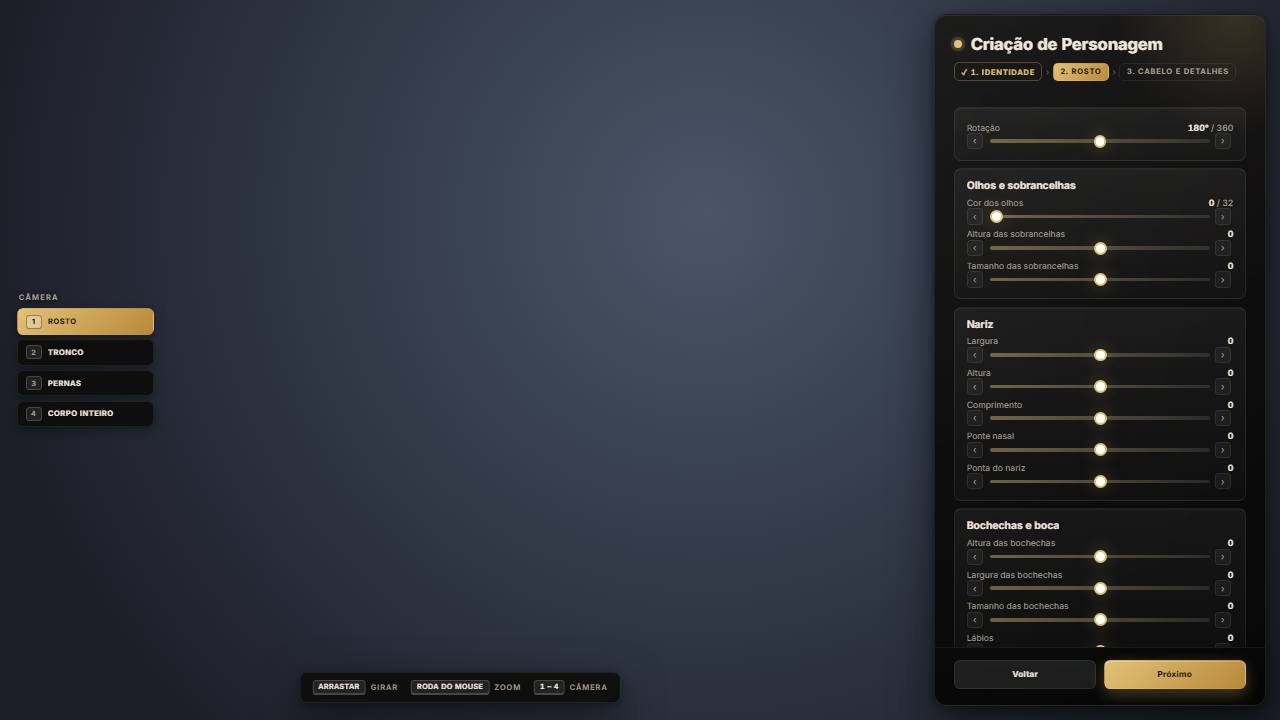 Criação de Personagem
✓ 1. IDENTIDADE › 2. ROSTO › 3. CABELO E DETALHES
Rotação 180° / 360
Olhos e sobrancelhas
Cor dos olhos 0 / 32
Altura das sobrancelhas 0
Tamanho das sobrancelhas 0
Nariz
Largura 0
Altura 0
Comprimento 0
Ponte nasal 0
Ponta do nariz 0
Bochechas e boca
Altura das bochechas 0
Largura das bochechas 0
Tamanho das bochechas 0
Lábios 0
Voltar Próximo
CÂMERA
1 ROSTO
2 TRONCO
3 PERNAS
4 CORPO INTEIRO
ARRASTAR GIRAR RODA DO MOUSE ZOOM 1 – 4 CÂMERA